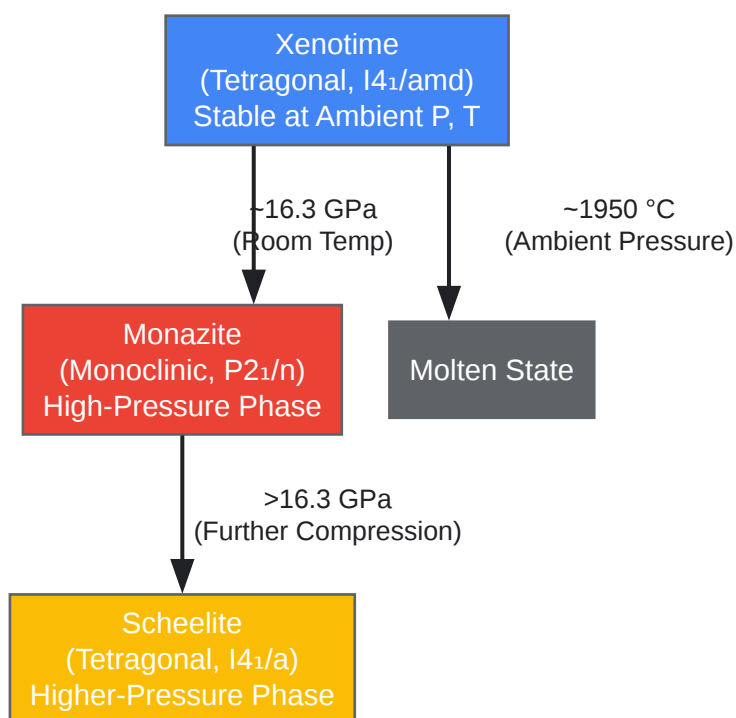 Xenotime
(Tetragonal, I4₁/amd)
Stable at Ambient P, T
~16.3 GPa
(Room Temp)
~1950 °C
(Ambient Pressure)
Monazite
(Monoclinic, P2₁/n)
High-Pressure Phase
Molten State
>16.3 GPa
(Further Compression)
Scheelite
(Tetragonal, I4₁/a)
Higher-Pressure Phase